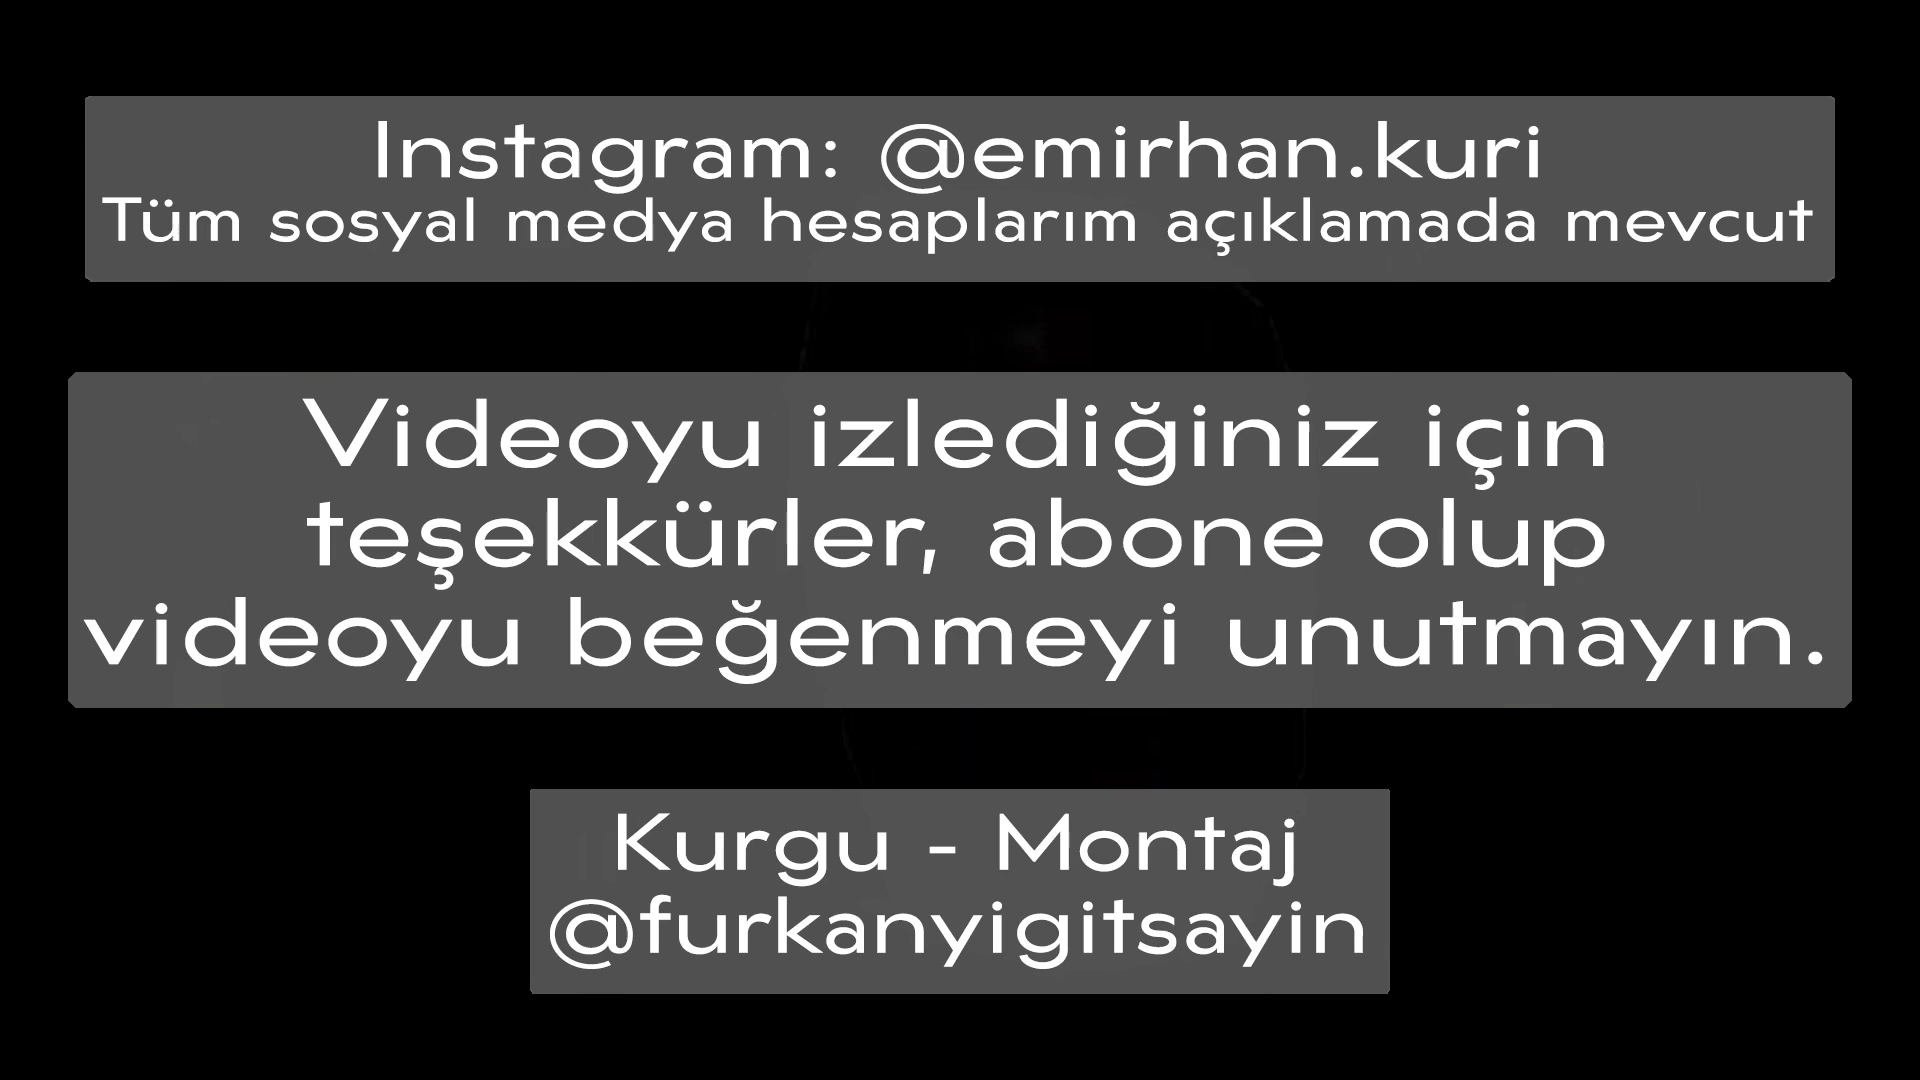 Instagram: @emirhan.kuri
Tüm sosyal medya hesaplarım açıklamada mevcut
Videoyu izlediğiniz için
teşekkürler, abone olup
videoyu beğenmeyi unutmayın.
Kurgu - Montaj
@furkanyigitsayin